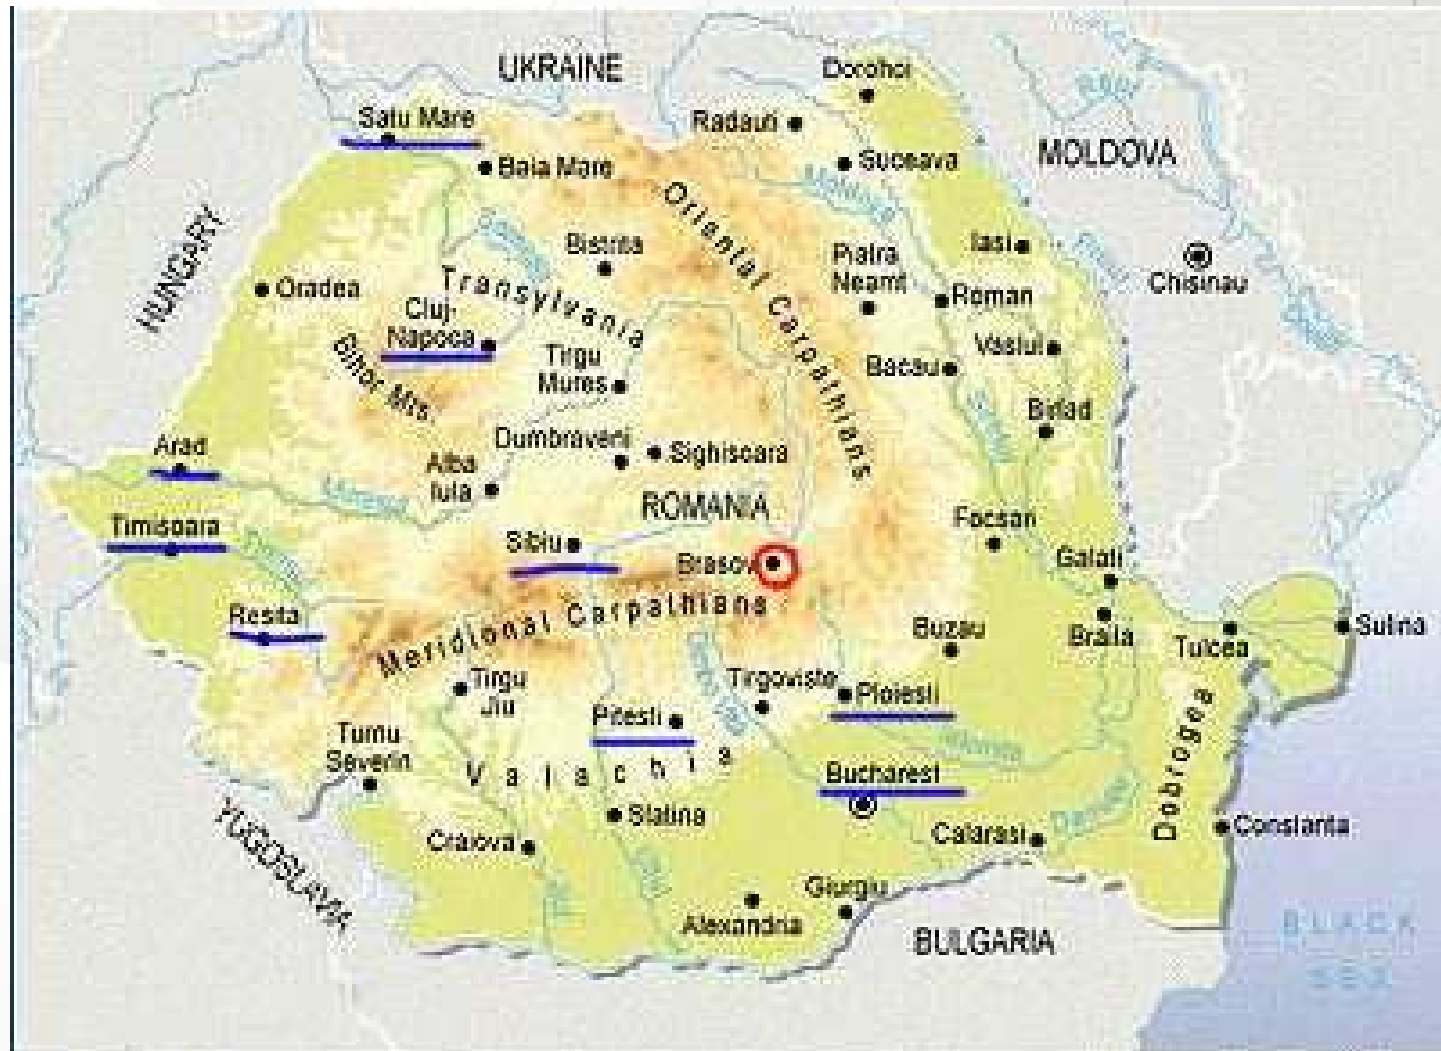 UKRAINE
Dorohoi
Satu Mare
Radauti
Baia Mare
Suceava
MOLDOVA
HUNGARY
Oriental Carpathians
Bistrita
Iasi
Piatra
Neamt
Chisinau
Oradea
Transylvania
Roman
Cluj-
Napoca
Bihor Mts.
Tirgu
Mures
Vaslui
Bacau
Birlad
Arad
Dumbraveni
Sighisoara
Alba
Iulia
ROMANIA
Timisoara
Focsan
Sibiu
Brasov
Galati
Resita
Meridional Carpathians
Buzau
Braila
Tulcea
Sulina
Tirgu
Jiu
Tirgoviste
Ploiesti
Pitesti
Turnu
Severin
Valachia
Bucharest
Dobrogea
YUGOSLAVIA
Slatina
Craiova
Calarasi
Constanta
Giurgiu
Alexandria
BULGARIA
BLACK
SEA